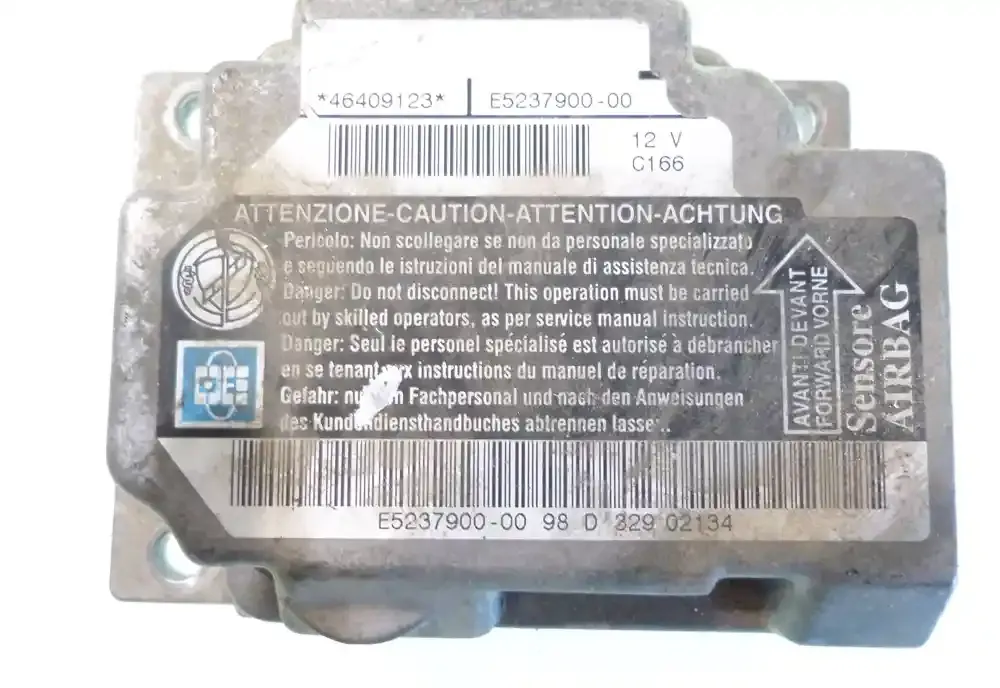 *46409123* E5237900-00
12 V
C166
ATTENZIONE-CAUTION-ATTENTION-ACHTUNG
Pericolo: Non scollegare se non da personale specializzato
e seguendo le istruzioni del manuale di assistenza tecnica.
Danger: Do not disconnect! This operation must be carried
out by skilled operators, as per service manual instruction.
Danger: Seul le personel spécialisé est autorisé à débrancher
en se tenant instructions du manuel de réparation.
Gefahr: Fachpersonal und nach den Anweisungen
des Kundendiensthandbuches abtrennen
AVANTI DEVANT
FORWARD VORNE
Sensore
AIRBAG
E5237900-00 98 D 329 02134